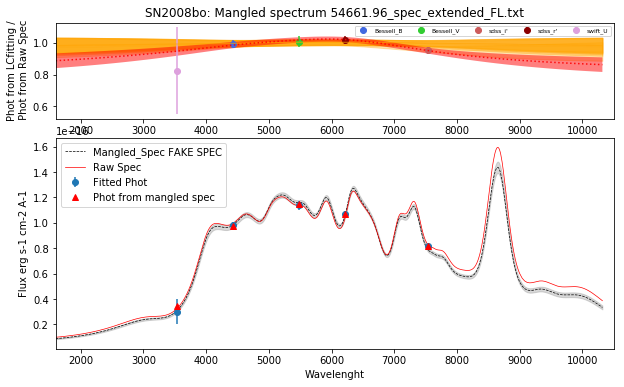 SN2008bo: Mangled spectrum 54661.96_spec_extended_FL.txt
Phot from LCfitting /
Phot from Raw Spec
1.0
0.8
0.6
Bessell_B
Bessell_V
sdss_i'
sdss_r'
swift_U
2000 3000 4000 5000 6000 7000 8000 9000 10000
1e−16
Flux erg s-1 cm-2 A-1
1.6
1.4
1.2
1.0
0.8
0.6
0.4
0.2
Mangled_Spec FAKE SPEC
Raw Spec
Fitted Phot
Phot from mangled spec
2000 3000 4000 5000 6000 7000 8000 9000 10000
Wavelenght